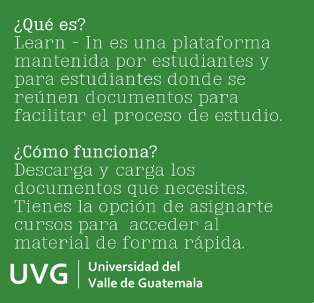 ¿Qué es?
Learn - In es una plataforma
mantenida por estudiantes y
para estudiantes donde se
reúnen documentos para
facilitar el proceso de estudio.
¿Cómo funciona?
Descarga y carga los
documentos que necesites.
Tienes la opción de asignarte
cursos para acceder al
material de forma rápida.
UVG Universidad del
Valle de Guatemala